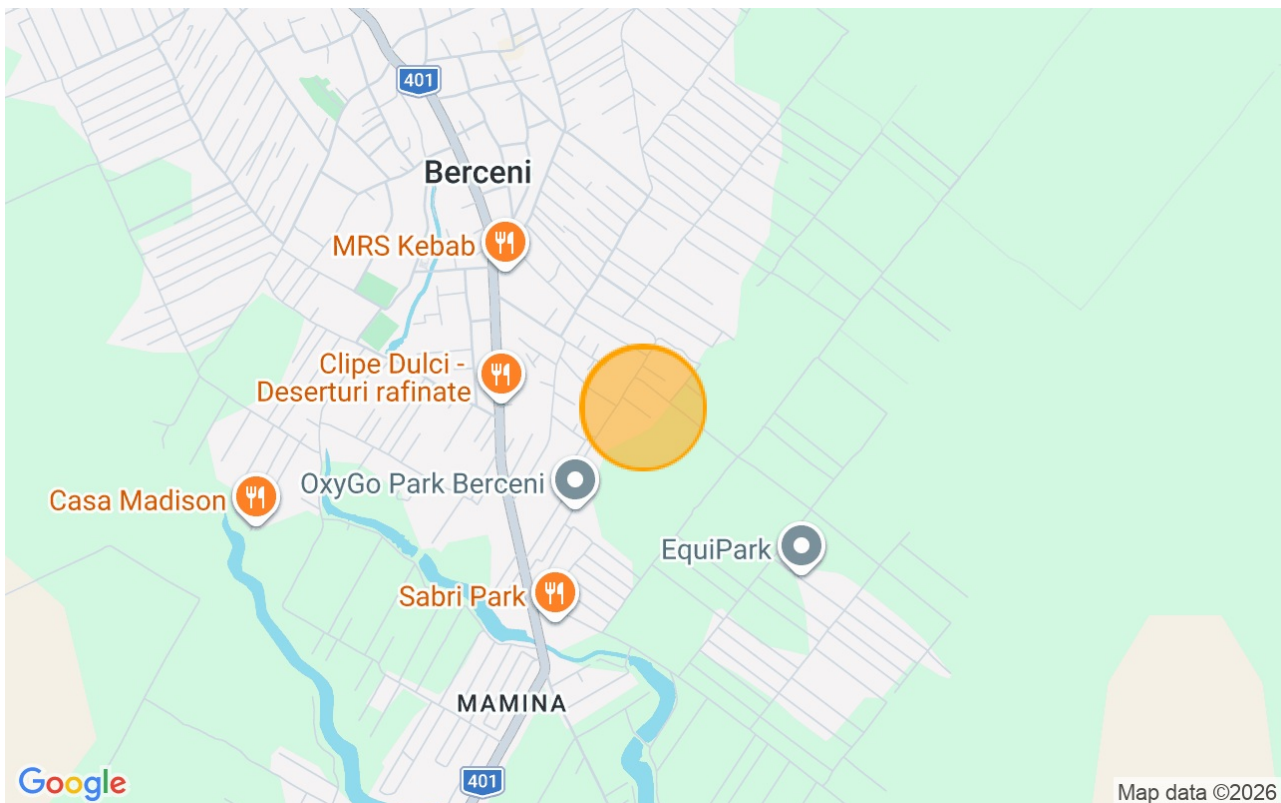 401
Berceni
MRS Kebab
Clipe Dulci -
Deserturi rafinate
OxyGo Park Berceni
Casa Madison
EquiPark
Sabri Park
MAMINA
401
Google
Map data ©2026